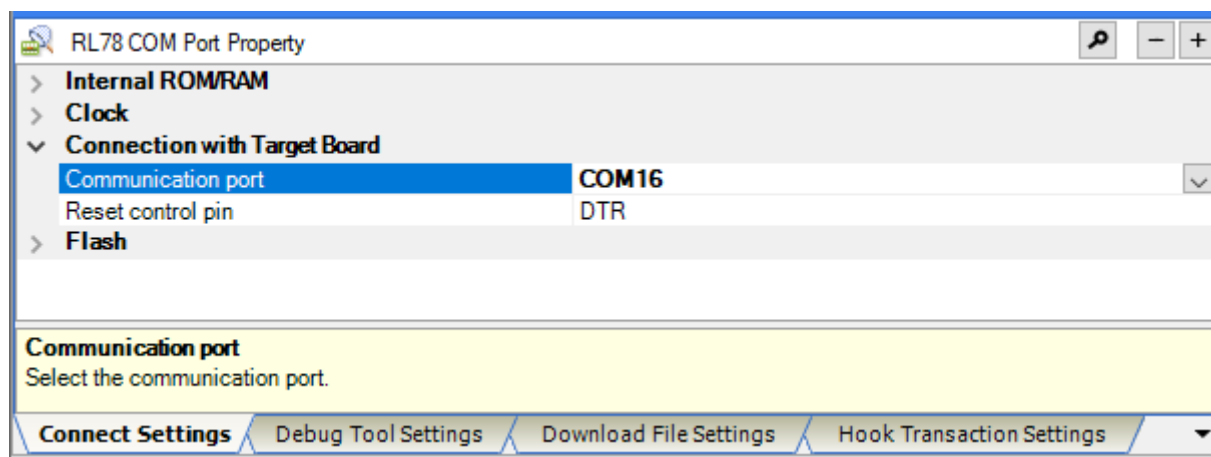 RL78 COM Port Property
Internal ROM/RAM
Clock
Connection with Target Board
Communication port COM16
Reset control pin DTR
Flash
Communication port
Select the communication port.
Connect Settings Debug Tool Settings Download File Settings Hook Transaction Settings